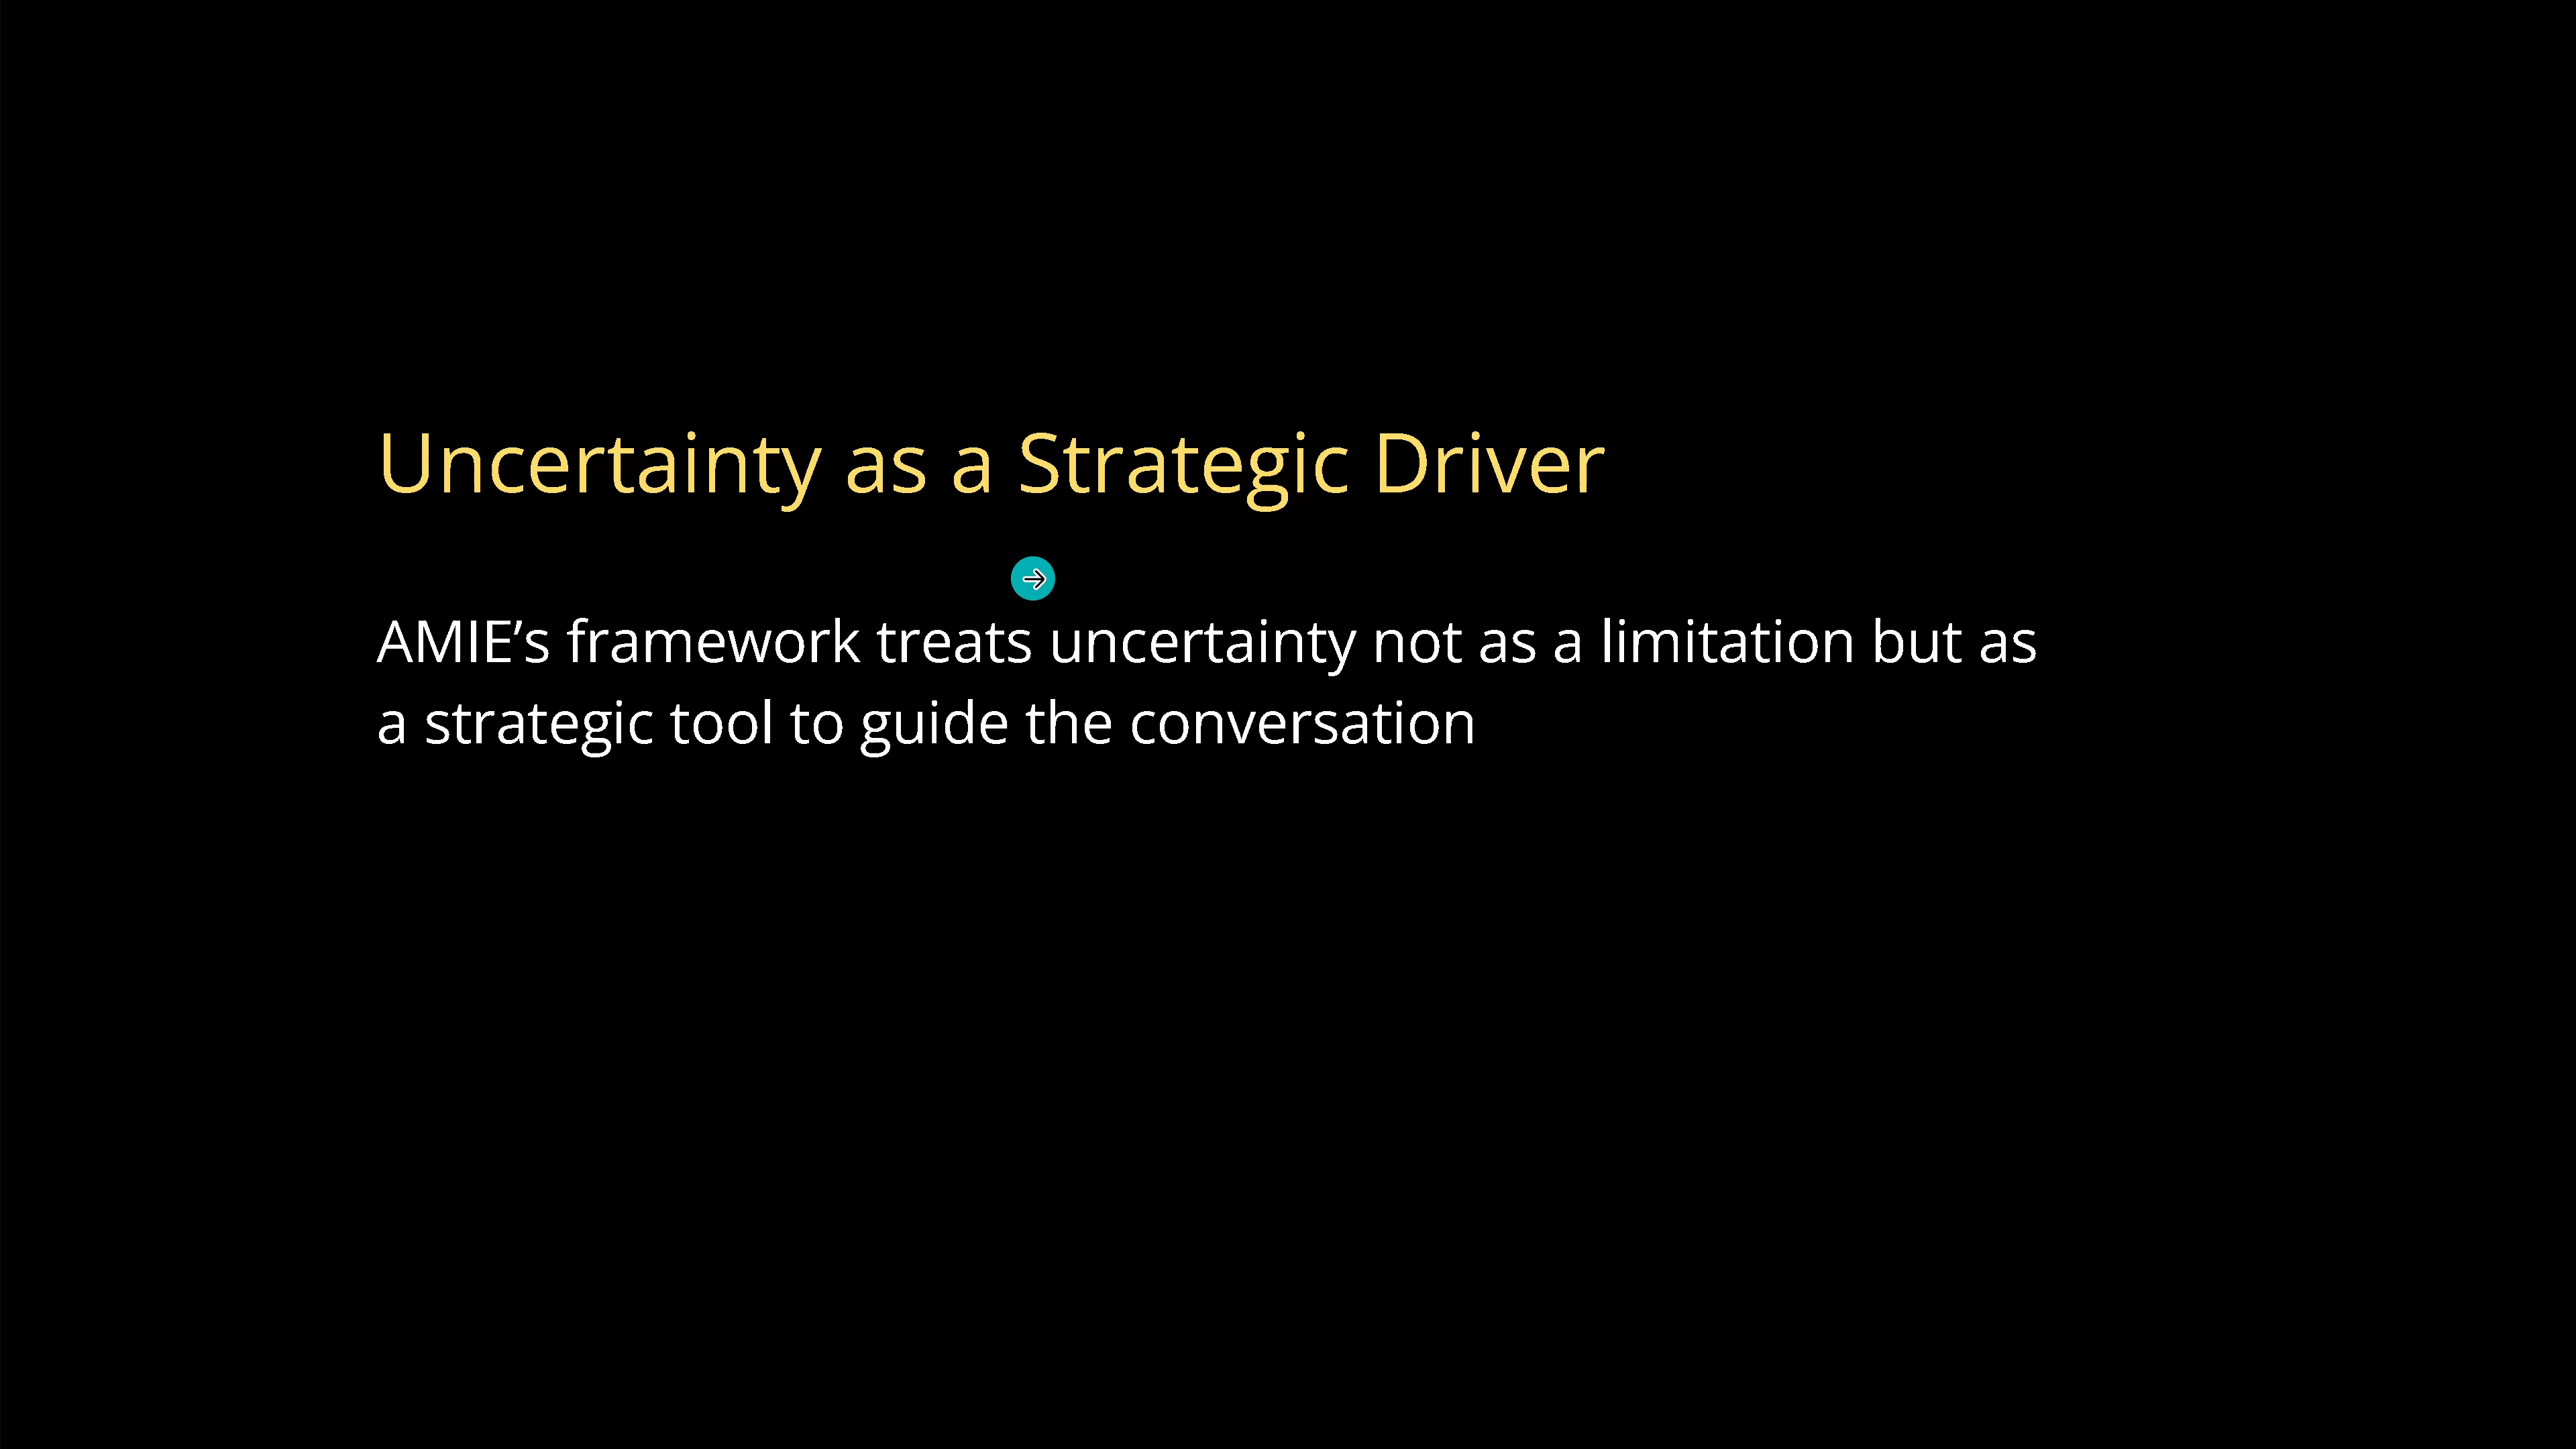 Uncertainty as a Strategic Driver
AMIE’s framework treats uncertainty not as a limitation but as
a strategic tool to guide the conversation